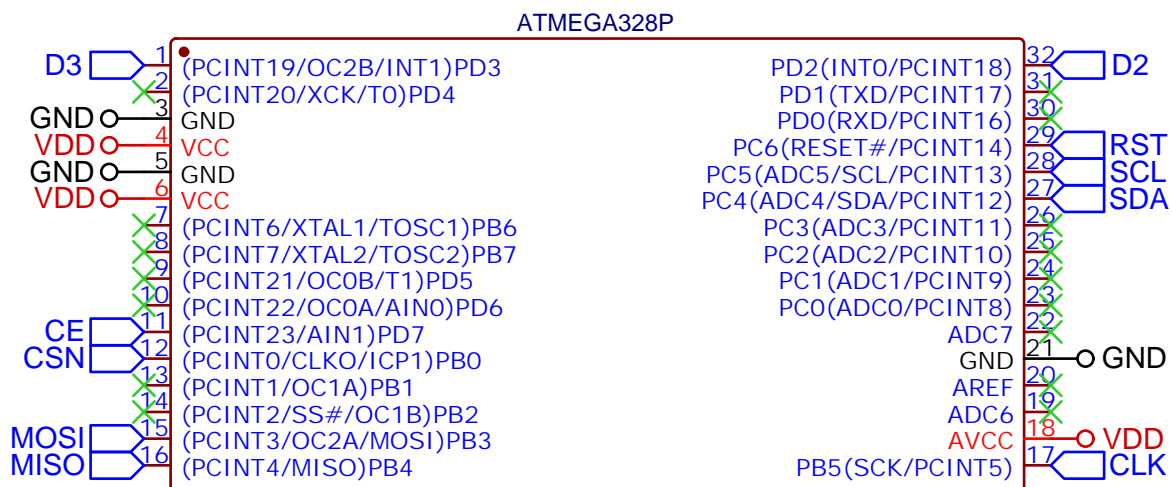 ATMEGA328P
D3 1 (PCINT19/OC2B/INT1)PD3 PD2(INT0/PCINT18) 32 D2
2 (PCINT20/XCK/T0)PD4 PD1(TXD/PCINT17) 31
GND 3 GND PD0(RXD/PCINT16) 30
VDD 4 VCC PC6(RESET#/PCINT14) 29 RST
GND 5 GND PC5(ADC5/SCL/PCINT13) 28 SCL
VDD 6 VCC PC4(ADC4/SDA/PCINT12) 27 SDA
7 (PCINT6/XTAL1/TOSC1)PB6 PC3(ADC3/PCINT11) 26
8 (PCINT7/XTAL2/TOSC2)PB7 PC2(ADC2/PCINT10) 25
9 (PCINT21/OC0B/T1)PD5 PC1(ADC1/PCINT9) 24
10 (PCINT22/OC0A/AIN0)PD6 PC0(ADC0/PCINT8) 23
CE 11 (PCINT23/AIN1)PD7 ADC7 22
CSN 12 (PCINT0/CLKO/ICP1)PB0 GND 21 GND
13 (PCINT1/OC1A)PB1 AREF 20
14 (PCINT2/SS#/OC1B)PB2 ADC6 19
MOSI 15 (PCINT3/OC2A/MOSI)PB3 AVCC 18 VDD
MISO 16 (PCINT4/MISO)PB4 PB5(SCK/PCINT5) 17 CLK